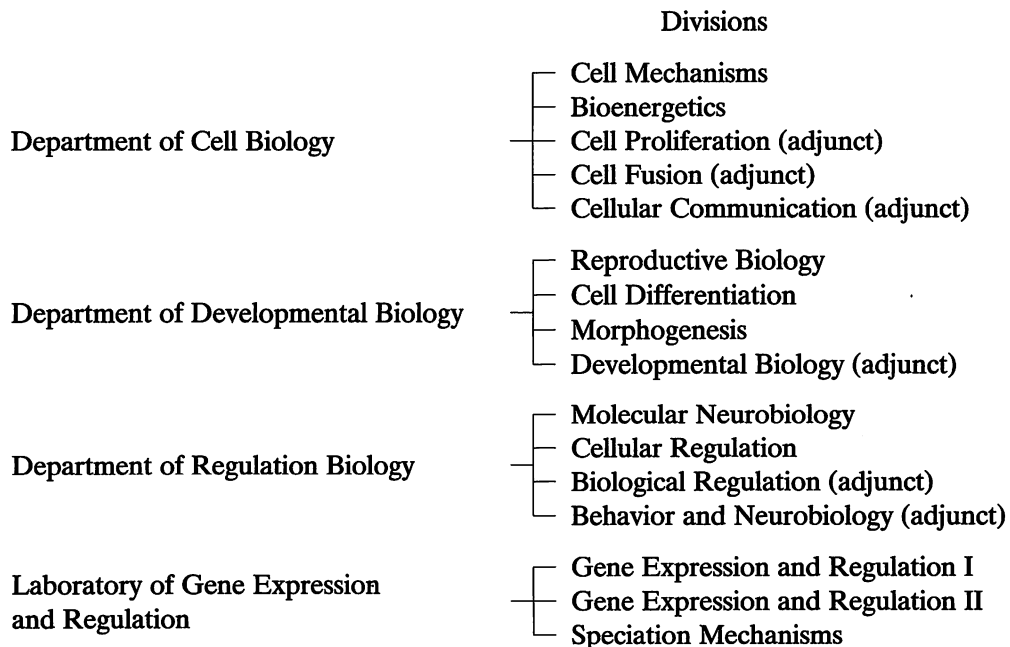 Divisions
Cell Mechanisms
Bioenergetics
Department of Cell Biology
Cell Proliferation (adjunct)
Cell Fusion (adjunct)
Cellular Communication (adjunct)
Reproductive Biology
Cell Differentiation
Department of Developmental Biology
Morphogenesis
Developmental Biology (adjunct)
Molecular Neurobiology
Cellular Regulation
Department of Regulation Biology
Biological Regulation (adjunct)
Behavior and Neurobiology (adjunct)
Laboratory of Gene Expression
and Regulation
Gene Expression and Regulation I
Gene Expression and Regulation II
Speciation Mechanisms